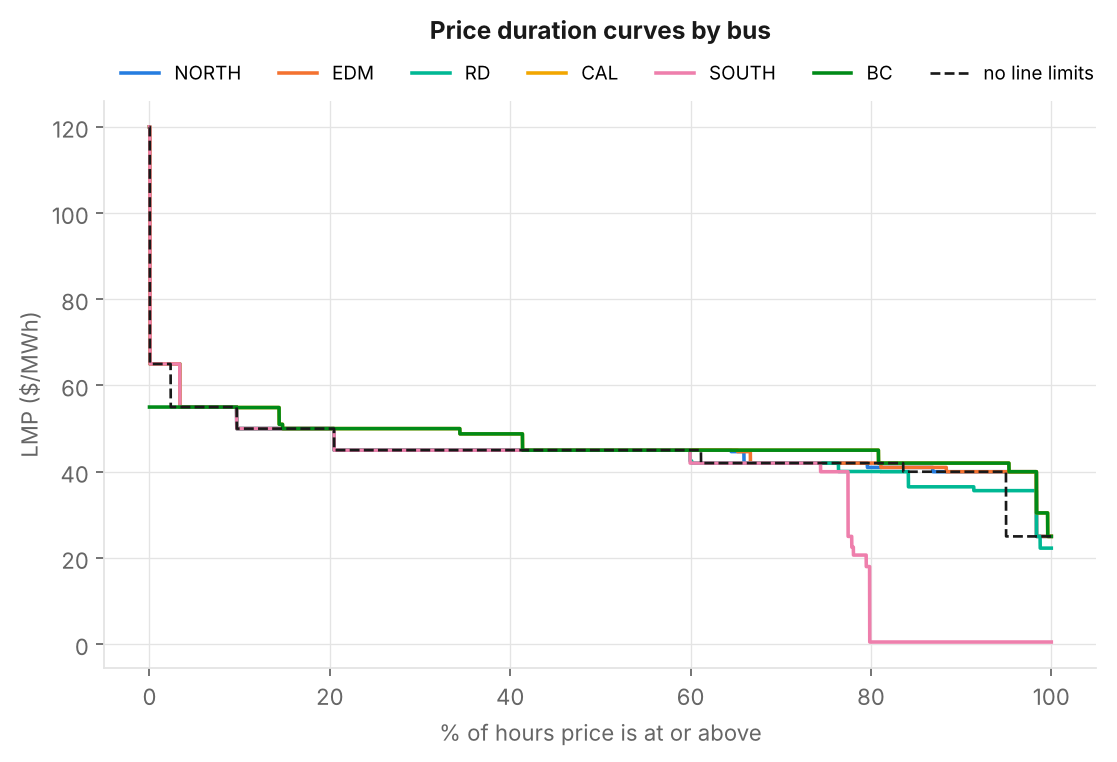 Price duration curves by bus
NORTH EDM RD CAL SOUTH BC no line limits
120
100
80
60
40
20
0
LMP ($/MWh)
0 20 40 60 80 100
% of hours price is at or above